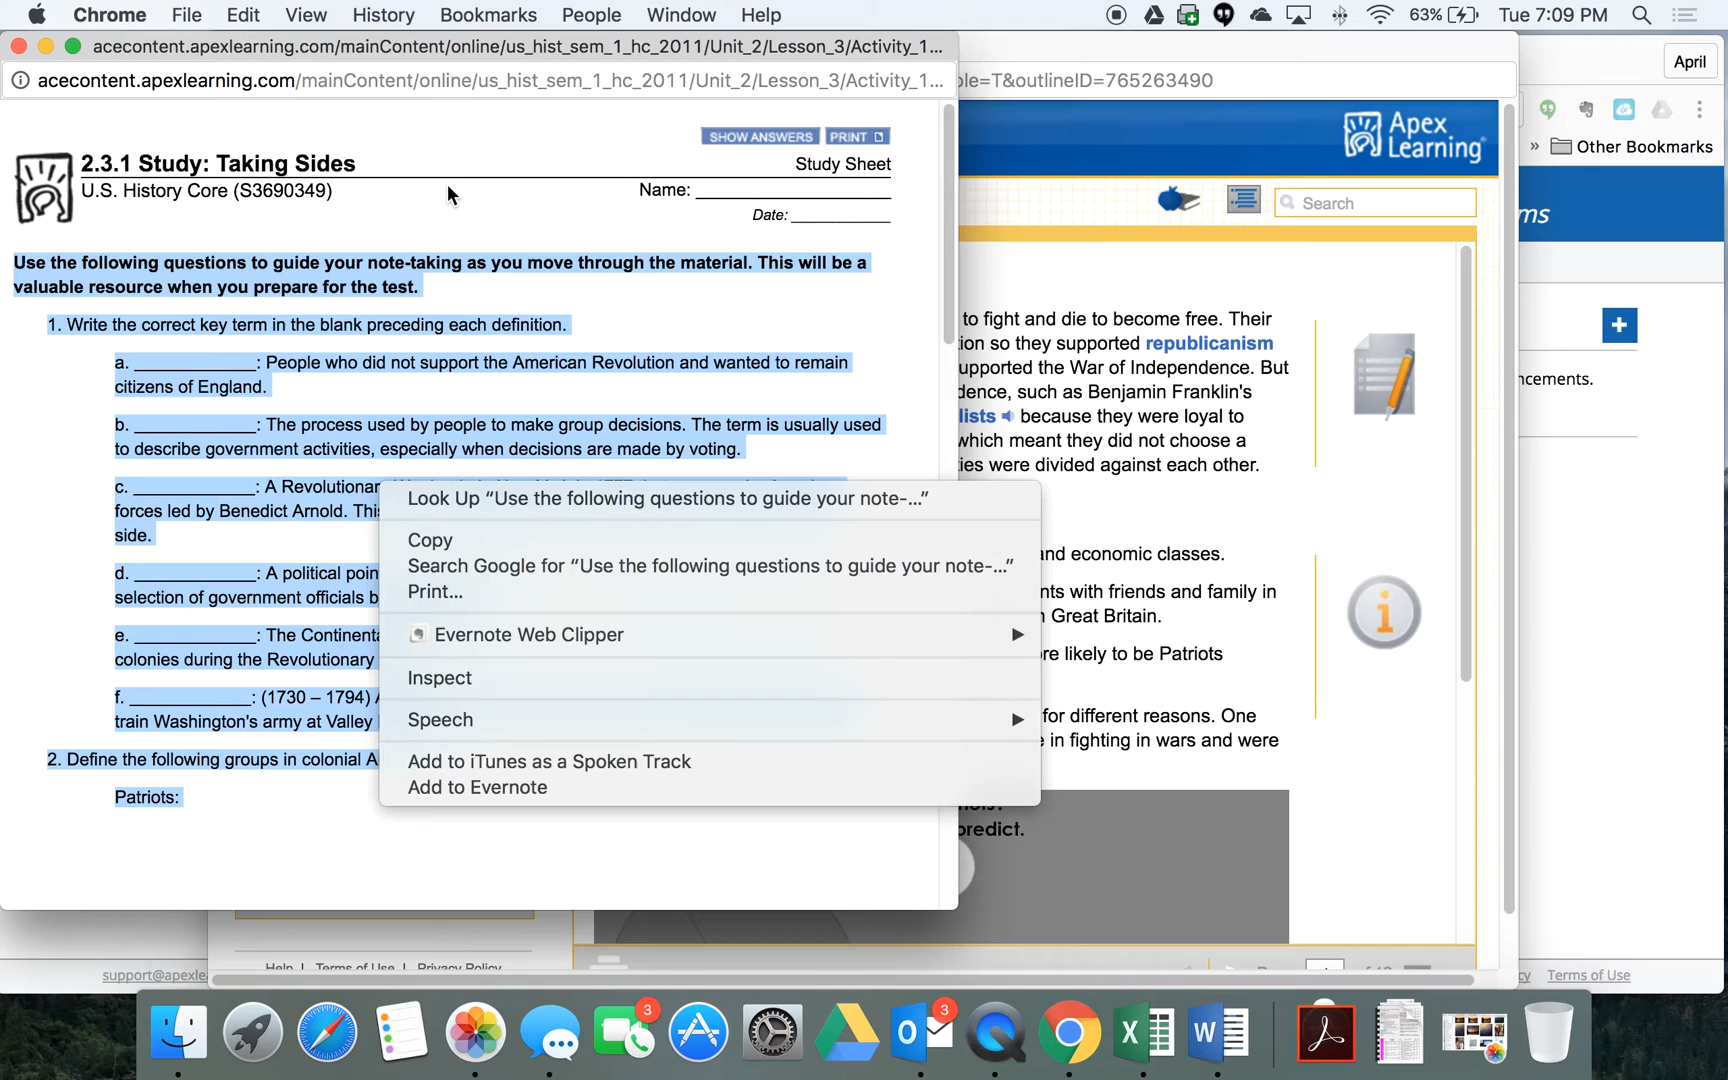 Chrome File Edit View History Bookmarks People Window Help 63% Tue 7:09 PM
acecontent.apexlearning.com/mainContent/online/us_hist_sem_1_hc_2011/Unit_2/Lesson_3/Activity_1...
April
acecontent.apexlearning.com/mainContent/online/us_hist_sem_1_hc_2011/Unit_2/Lesson_3/Activity_1...
ole=T&outlineID=765263490
» Other Bookmarks
SHOW ANSWERS PRINT
Apex Learning
2.3.1 Study: Taking Sides
Study Sheet
U.S. History Core (S3690349)
Name:
Date:
Search
ms
Use the following questions to guide your note-taking as you move through the material. This will be a
valuable resource when you prepare for the test.
1. Write the correct key term in the blank preceding each definition.
a. ____________: People who did not support the American Revolution and wanted to remain
citizens of England.
b. ____________: The process used by people to make group decisions. The term is usually used
to describe government activities, especially when decisions are made by voting.
c. ____________: A Revolutionar
forces led by Benedict Arnold. This
side.
d. ____________: A political poin
selection of government officials b
e. ____________: The Continenta
colonies during the Revolutionary
f. ____________: (1730 – 1794) A
train Washington's army at Valley
2. Define the following groups in colonial A
Patriots:
Look Up “Use the following questions to guide your note-...”
Copy
Search Google for “Use the following questions to guide your note-...”
Print...
Evernote Web Clipper
Inspect
Speech
Add to iTunes as a Spoken Track
Add to Evernote
to fight and die to become free. Their
ion so they supported republicanism
upported the War of Independence. But
dence, such as Benjamin Franklin's
lists because they were loyal to
which meant they did not choose a
ies were divided against each other.
nd economic classes.
nts with friends and family in
Great Britain.
re likely to be Patriots
for different reasons. One
e in fighting in wars and were
predict.
ncements.
Help | Terms of Use | Privacy Policy
support@apexle
cy Terms of Use
3
3